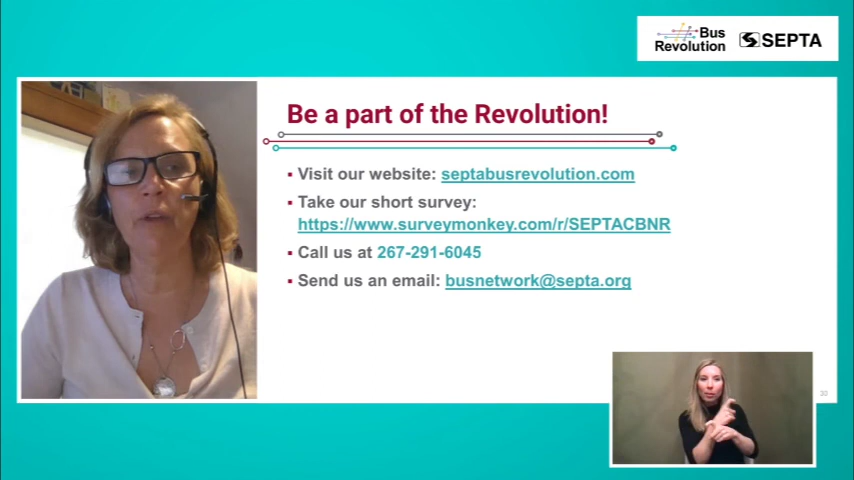 Bus
Revolution
SEPTA
Be a part of the Revolution!
▪ Visit our website: septabusrevolution.com
▪ Take our short survey:
https://www.surveymonkey.com/r/SEPTACBNR
▪ Call us at 267-291-6045
▪ Send us an email: busnetwork@septa.org